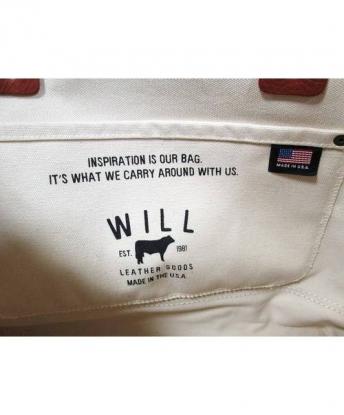 INSPIRATION IS OUR BAG.
IT'S WHAT WE CARRY AROUND WITH US.
MADE IN U.S.A.
WILL
EST. 1981
LEATHER GOODS
MADE IN THE U.S.A.